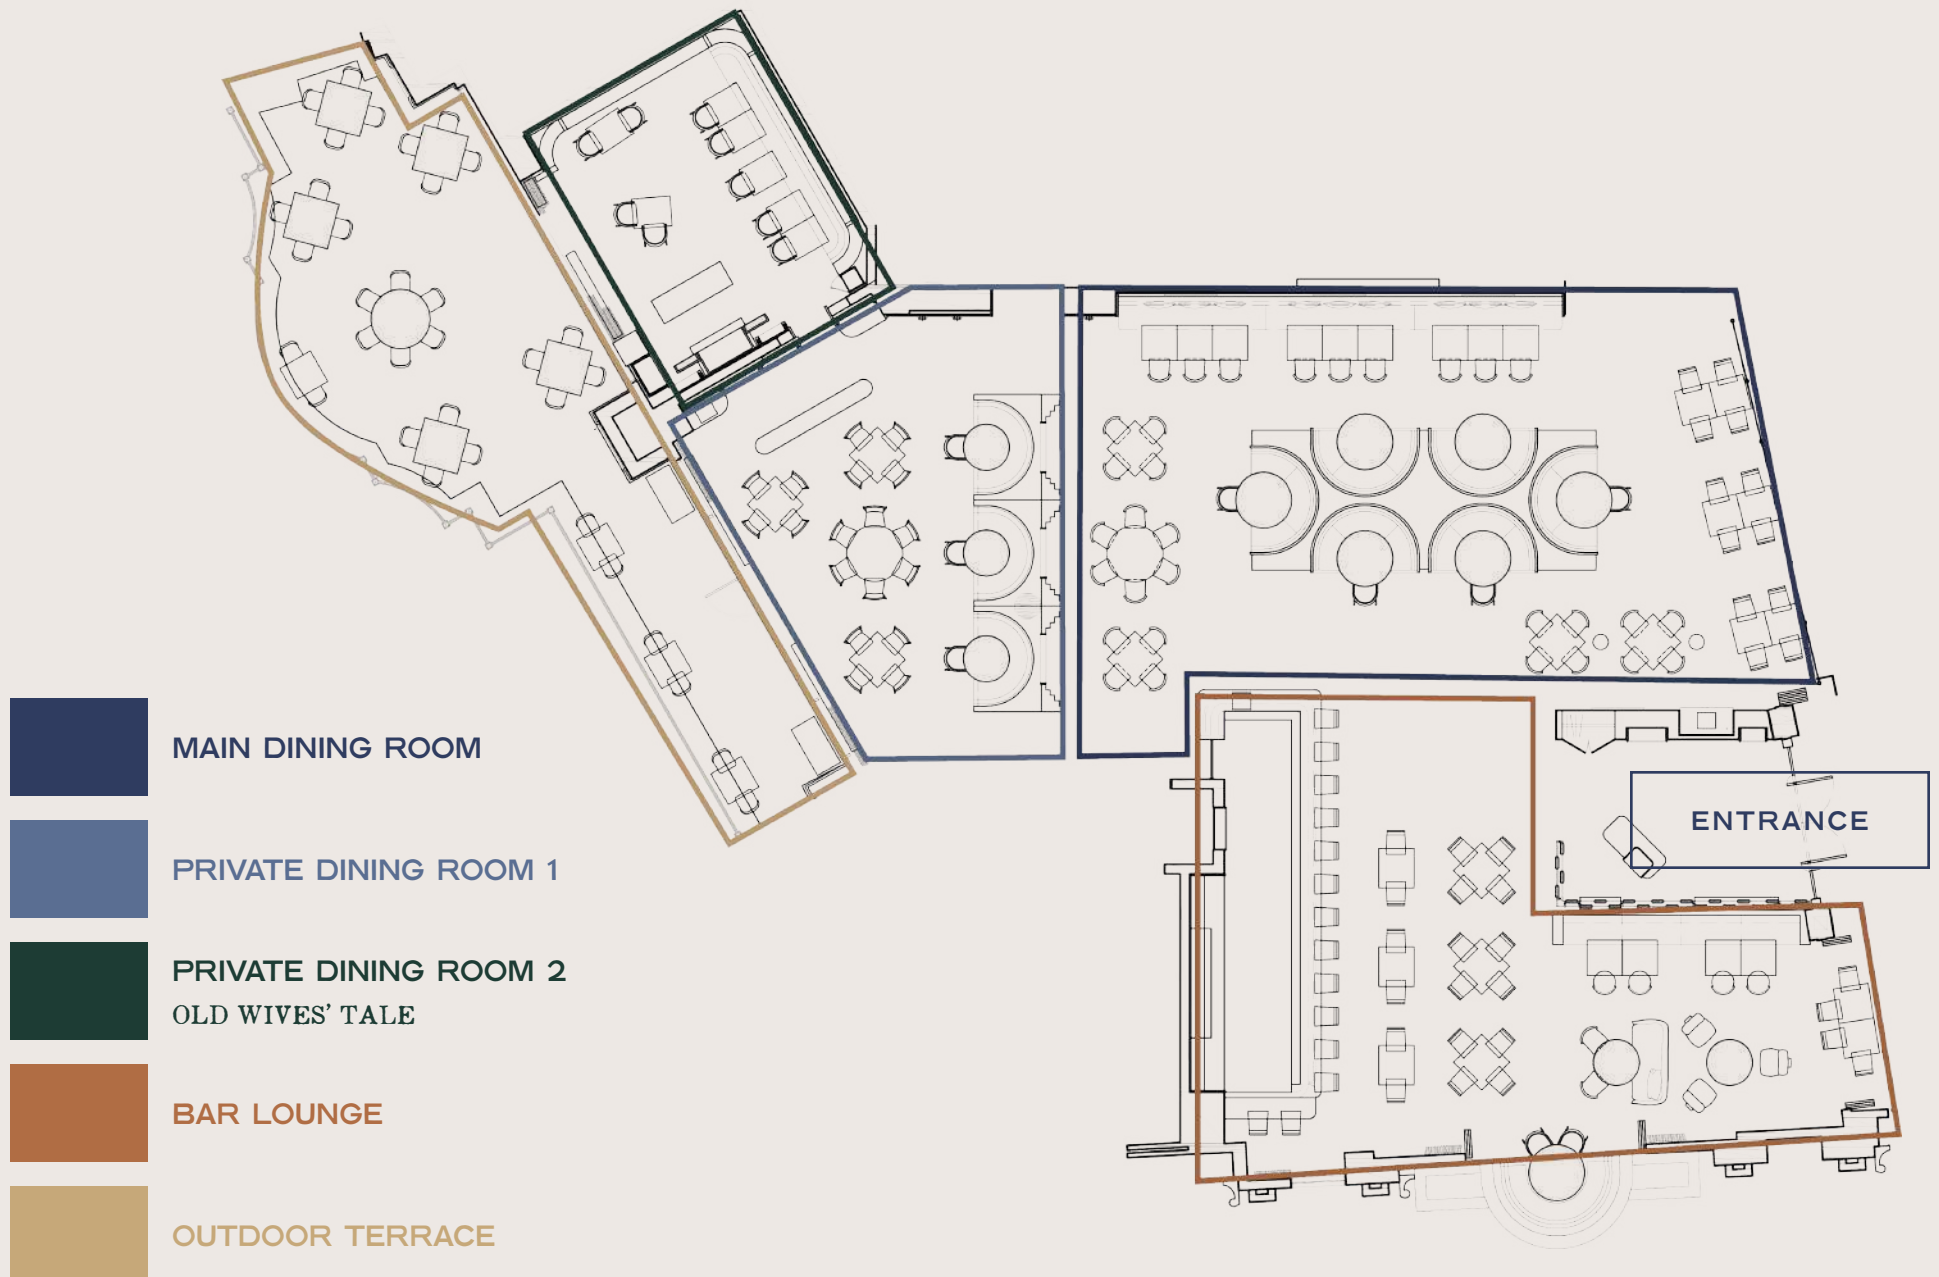 MAIN DINING ROOM
PRIVATE DINING ROOM 1
PRIVATE DINING ROOM 2
OLD WIVES’ TALE
BAR LOUNGE
OUTDOOR TERRACE
ENTRANCE